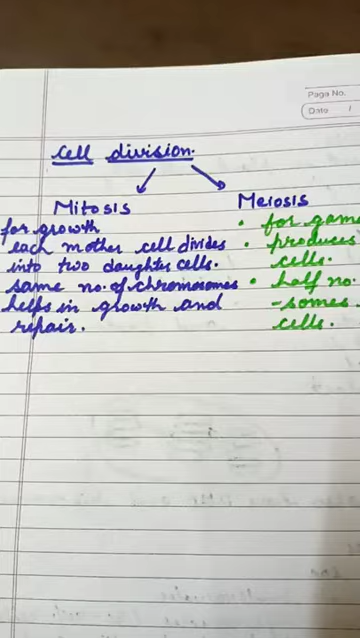 Page No.
Date /
Cell division.
Mitosis
for growth
each mother cell divides
into two daughter cells.
same no. of chromosomes
helps in growth and
repair.
Meiosis
• for game
• produces
cells.
• half no.
-somes
cells.